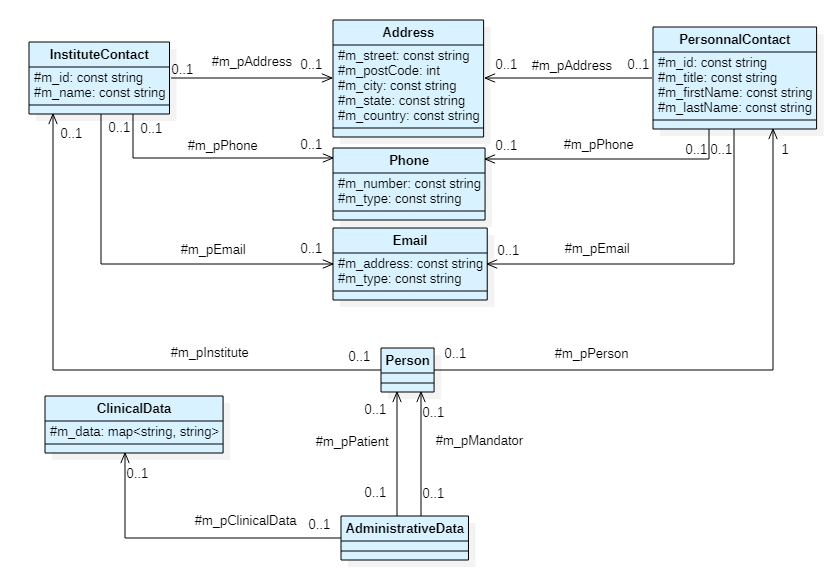 InstituteContact
#m_id: const string
#m_name: const string
Address
#m_street: const string
#m_postCode: int
#m_city: const string
#m_state: const string
#m_country: const string
PersonnalContact
#m_id: const string
#m_title: const string
#m_firstName: const string
#m_lastName: const string
0..1 #m_pAddress 0..1
0..1 #m_pAddress 0..1
0..1 0..1 0..1
#m_pPhone 0..1
Phone
#m_number: const string
#m_type: const string
0..1 #m_pPhone
0..1 0..1 1
#m_pEmail 0..1
Email
#m_address: const string
#m_type: const string
0..1 #m_pEmail
#m_pInstitute 0..1
Person
0..1 #m_pPerson
ClinicalData
#m_data: map<string, string>
0..1
0..1 0..1
#m_pPatient #m_pMandator
0..1 0..1
#m_pClinicalData 0..1
AdministrativeData